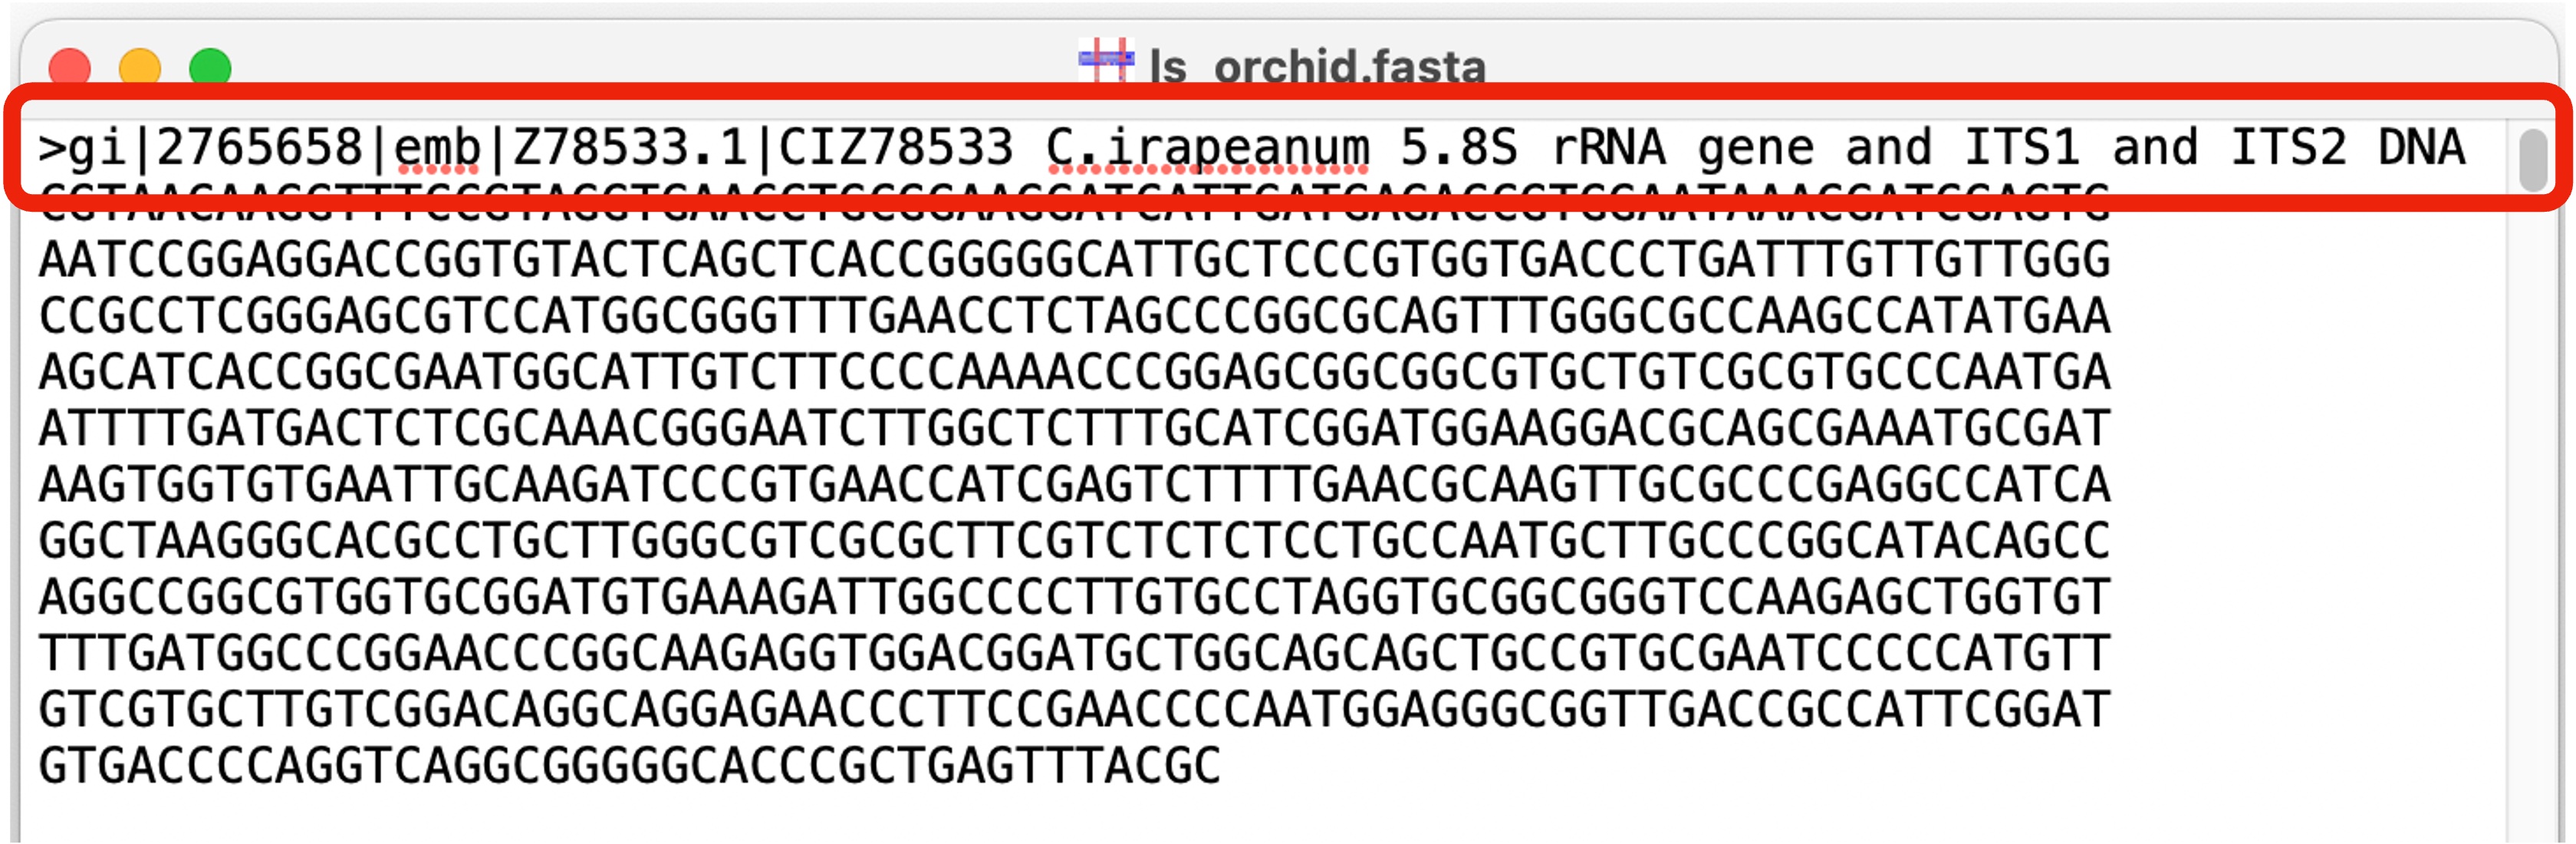 ls_orchid.fasta
>gi|2765658|emb|Z78533.1|CIZ78533 C.irapeanum 5.8S rRNA gene and ITS1 and ITS2 DNA
CGTAACAAGGTTTCCGTAGGTGAACCTGCGGAAGGATCATTGATGAGACCGTGGAATAAACGATCGAGTG
AATCCGGAGGACCGGTGTACTCAGCTCACCGGGGGCATTGCTCCCGTGGTGACCCTGATTTGTTGTTGGG
CCGCCTCGGGAGCGTCCATGGCGGGTTTGAACCTCTAGCCCGGCGCAGTTTGGGCGCCAAGCCATATGAA
AGCATCACCGGCGAATGGCATTGTCTTCCCCAAAACCCGGAGCGGCGGCGTGCTGTCGCGTGCCCAATGA
ATTTTGATGACTCTCGCAAACGGGAATCTTGGCTCTTTGCATCGGATGGAAGGACGCAGCGAAATGCGAT
AAGTGGTGTGAATTGCAAGATCCCGTGAACCATCGAGTCTTTTGAACGCAAGTTGCGCCCGAGGCCATCA
GGCTAAGGGCACGCCTGCTTGGGCGTCGCGCTTCGTCTCTCTCCTGCCAATGCTTGCCCGGCATACAGCC
AGGCCGGCGTGGTGCGGATGTGAAAGATTGGCCCCTTGTGCCTAGGTGCGGCGGGTCCAAGAGCTGGTGT
TTTGATGGCCCGGAACCCGGCAAGAGGTGGACGGATGCTGGCAGCAGCTGCCGTGCGAATCCCCCATGTT
GTCGTGCTTGTCGGACAGGCAGGAGAACCCTTCCGAACCCCAATGGAGGGCGGTTGACCGCCATTCGGAT
GTGACCCCAGGTCAGGCGGGGGCACCCGCTGAGTTTACGC